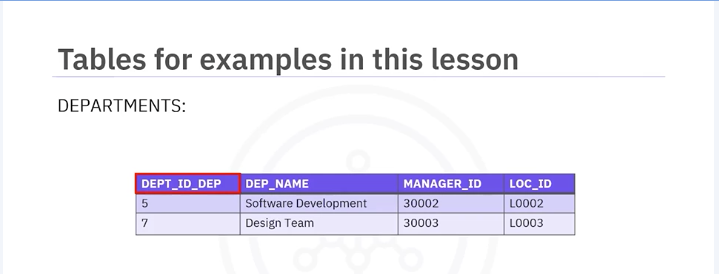 Tables for examples in this lesson
DEPARTMENTS:
DEPT_ID_DEP DEP_NAME MANAGER_ID LOC_ID
5 Software Development 30002 L0002
7 Design Team 30003 L0003